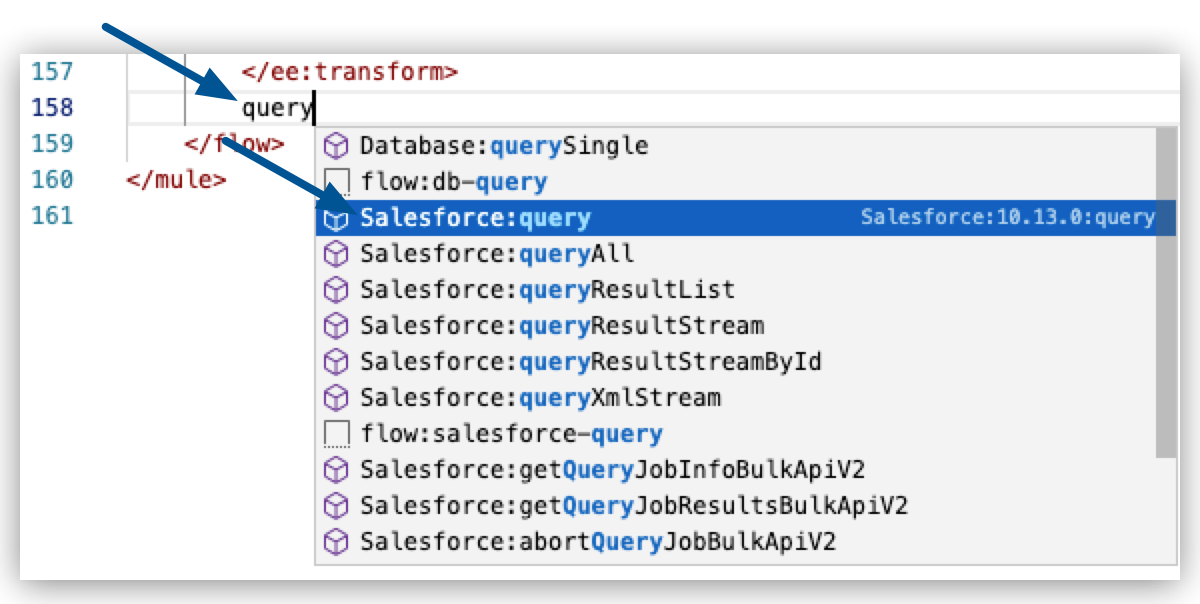 157 </ee:transform>
158 query
159 </flow>
160 </mule>
161
Database:querySingle
flow:db-query
Salesforce:query Salesforce:10.13.0:query
Salesforce:queryAll
Salesforce:queryResultList
Salesforce:queryResultStream
Salesforce:queryResultStreamById
Salesforce:queryXmlStream
flow:salesforce-query
Salesforce:getQueryJobInfoBulkApiV2
Salesforce:getQueryJobResultsBulkApiV2
Salesforce:abortQueryJobBulkApiV2